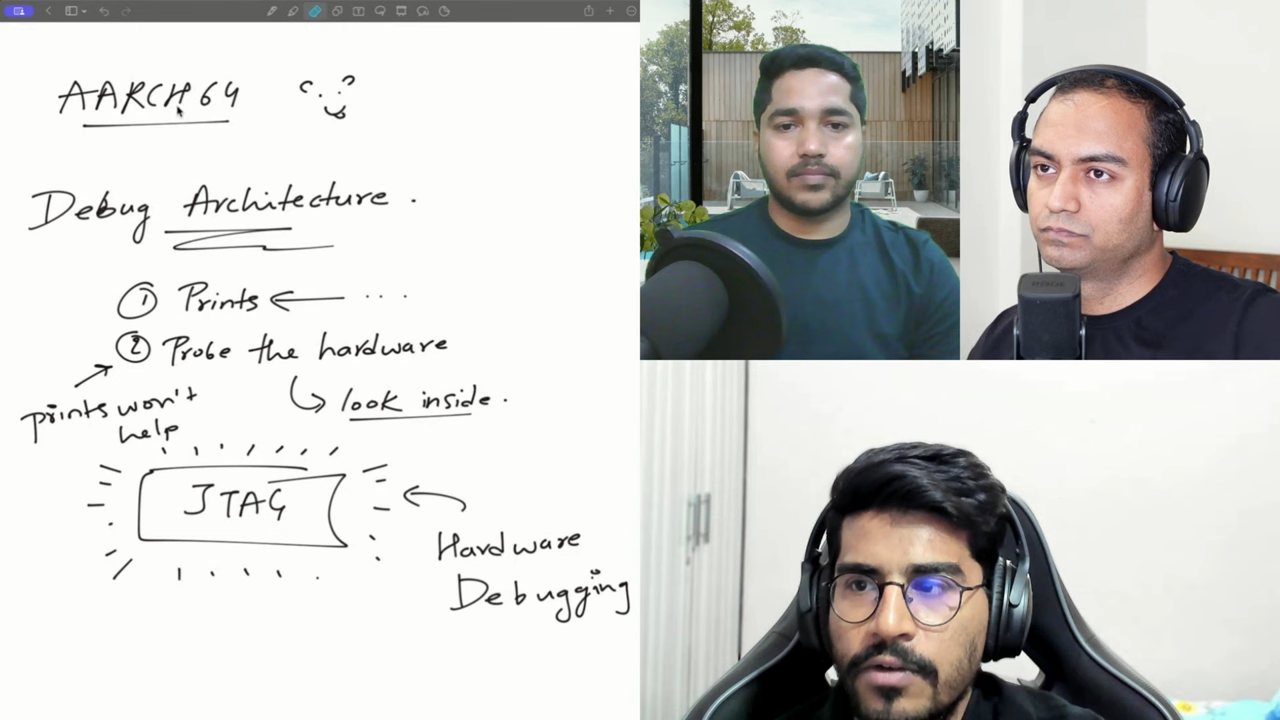 AARCH64
Debug Architecture.
① Prints
② Probe the hardware
look inside.
prints won't
help
JTAG
Hardware
Debugging